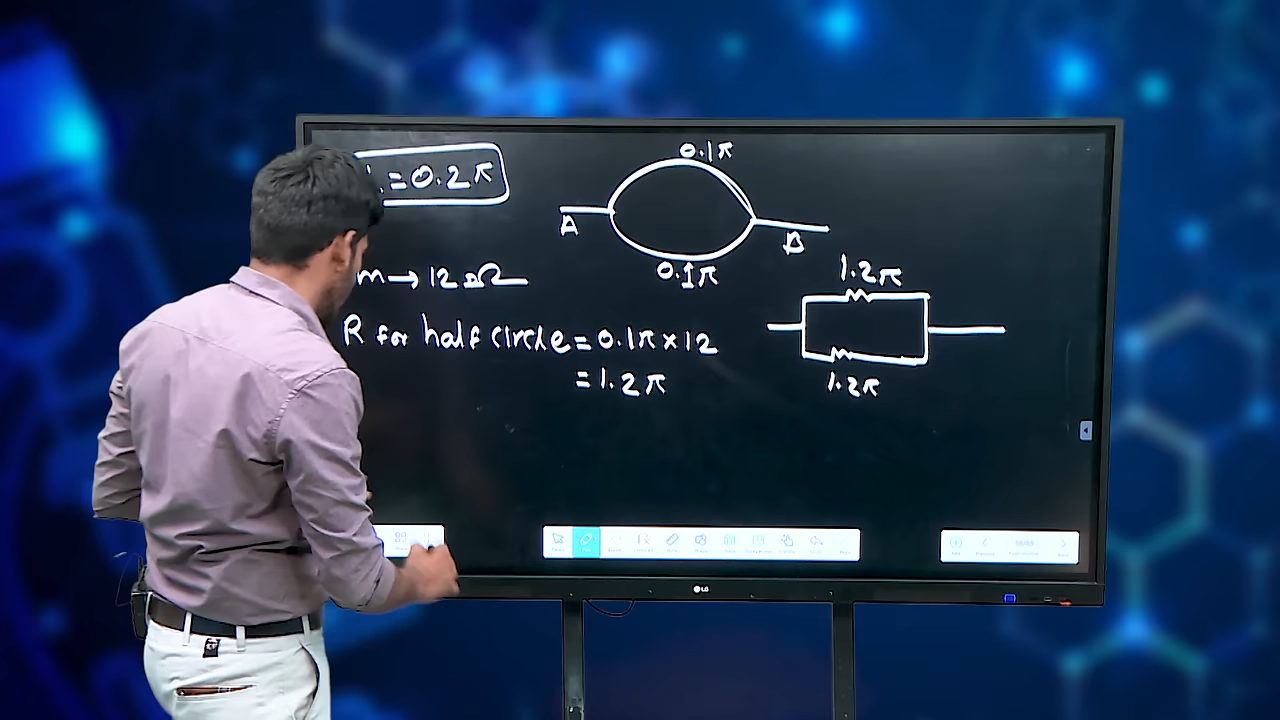 =0.2π
0.1π
A
B
0.1π
m→12Ω
1.2π
R for half circle=0.1π×12
=1.2π
1.2π
LG